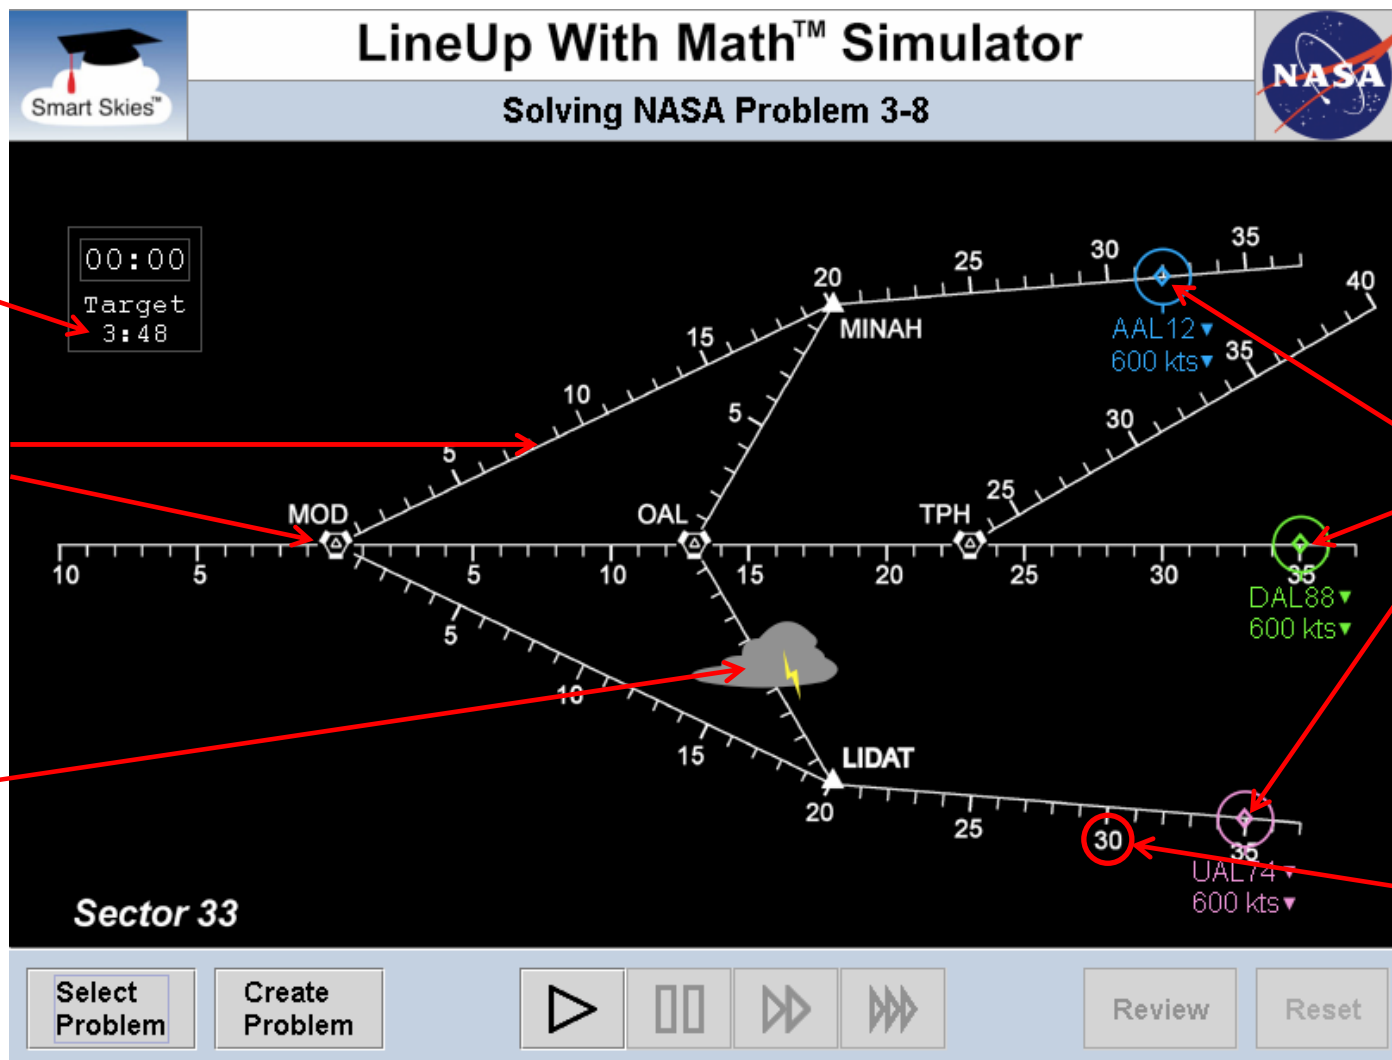 LineUp With Math™ Simulator
Smart Skies™
NASA
Solving NASA Problem 3-8
00:00
Target
3:48
35
30
25
20
40
MINAH
AAL12
600 kts
15
35
10
5
30
5
25
MOD
OAL
TPH
10
5
5
10
15
20
25
30
35
DAL88
600 kts
5
10
15
LIDAT
20
25
30
35
UAL74
600 kts
Sector 33
Select
Problem
Create
Problem
Review
Reset